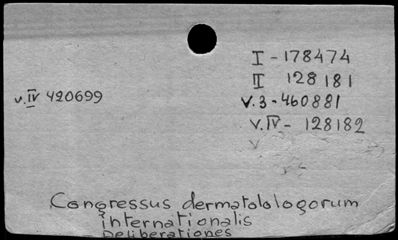 I - 178474
II 128181
v.IV 420699
V.3 - 460881
V.IV - 128182
V
Congressus dermatolologorum
internationalis
Deliberationes